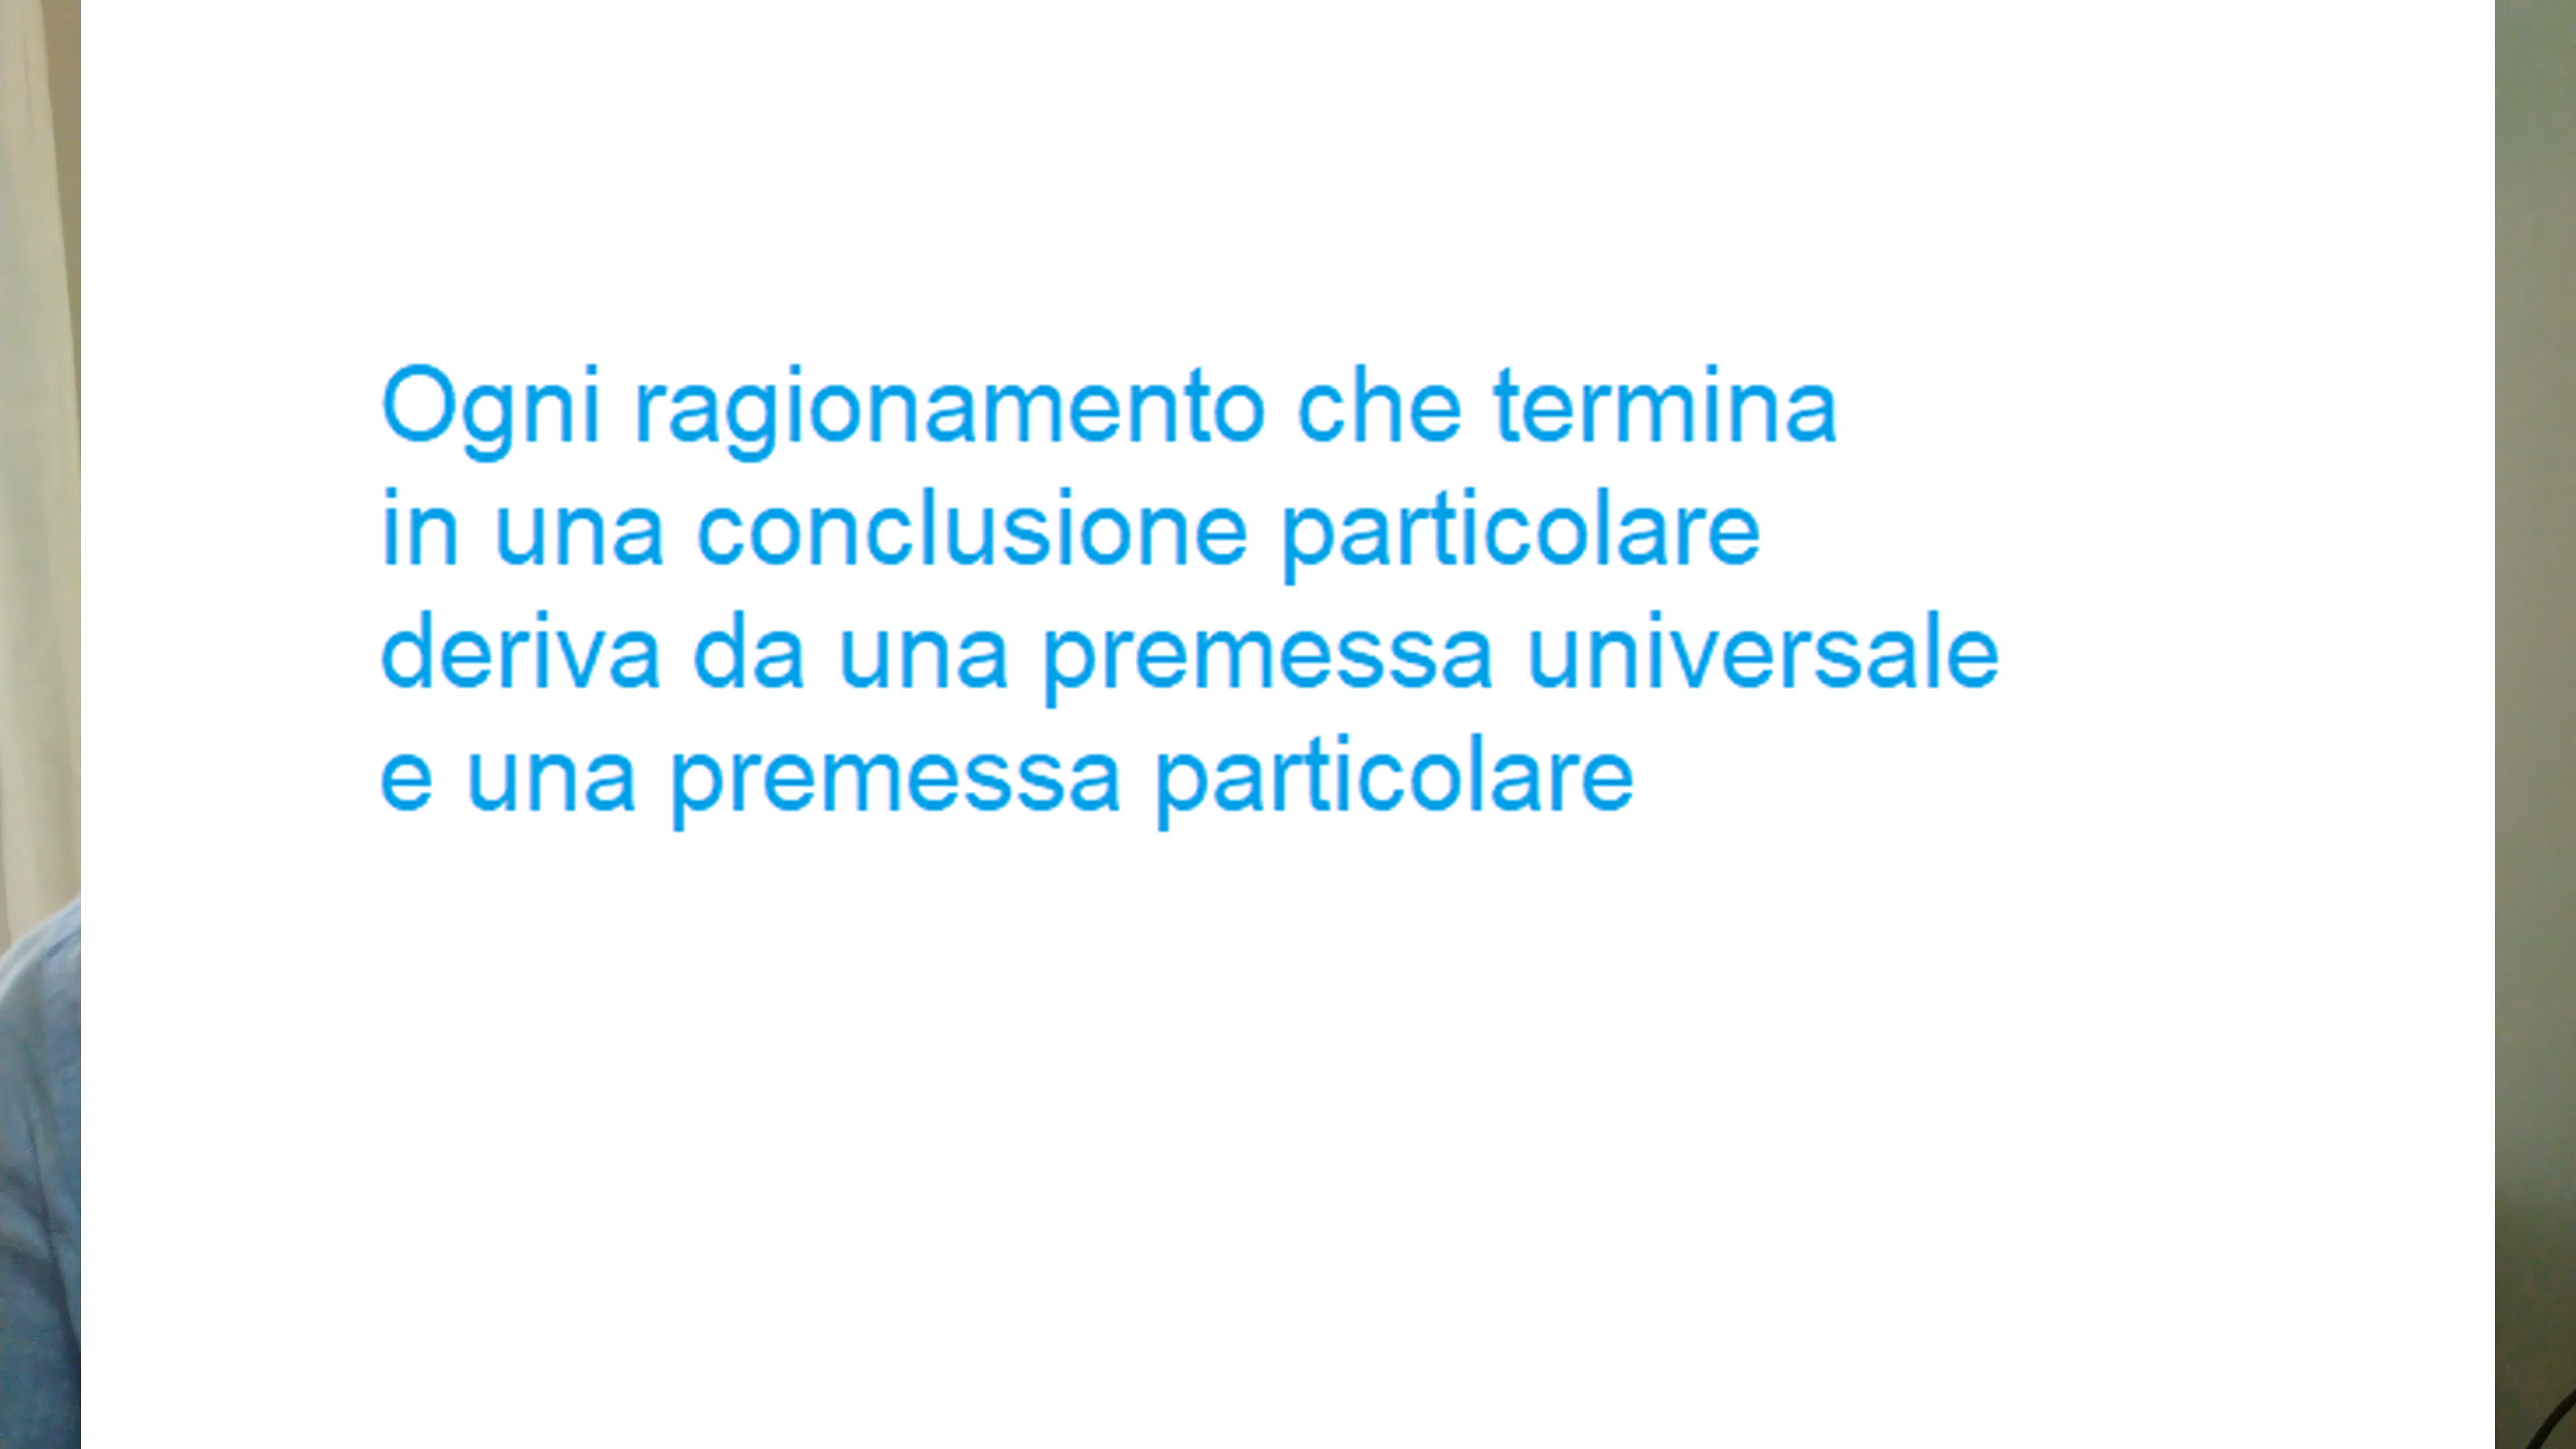 Ogni ragionamento che termina
in una conclusione particolare
deriva da una premessa universale
e una premessa particolare